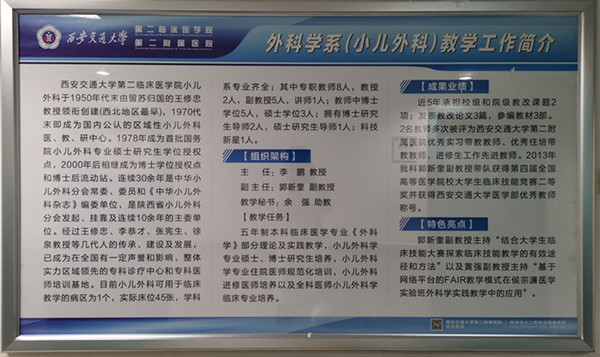 西安交通大学
第二临床医学院
第二附属医院
外科学系(小儿外科)教学工作简介
西安交通大学第二临床医学院小儿
外科于1950年代末由留苏归国的王修忠
教授领衔创建(西北地区最早)，1970代
末即成为国内公认的区域性小儿外科
医、教、研中心。1978年成为首批国务
院小儿外科专业硕士研究生学位授权
点，2000年后相继成为博士学位授权点
和博士后流动站。连续30余年是中华小
儿外科分会常委、委员和《中华小儿外
科杂志》编委单位，是陕西省小儿外科
分会发起、挂靠及连续10余年的主委单
位。经过王修忠、李恭才、张宪生、徐
泉教授等几代人的传承、建设及发展，
已成为在全国有一定声誉和影响、整体
实力区域领先的专科诊疗中心和专科医
师培训基地。目前小儿外科可用于临床
教学的病区为1个，实际床位45张，学科
系专业齐全；其中专职教师8人，教授
2人，副教授5人，讲师1人；教师中博士
学位5人，硕士学位3人；拥有博士研究
生导师2人，硕士研究生导师1人；科技
新星1人。
【组织架构】
主 任：李 鹏 教授
副主任：郭新奎 副教授
教学秘书：余 强 助教
【教学任务】
五年制本科临床医学专业《外科
学》部分理论及实践教学，小儿外科学
专业硕士、博士研究生培养，小儿外科
学专业住院医师规范化培训，小儿外科
进修医师培养以及全科医师小儿外科学
临床专业培养。
【成果业绩】
近5年承担校级和院级教改课题2
项；发表教改论文3篇，参编教材3部。
2名教师多次被评为西安交通大学第二附
属医院优秀实习带教教师、优秀住培带
教教师、进修生工作先进教师。2013年
我科郭新奎副教授带队获得第四届全国
高等医学院校大学生临床技能竞赛二等
奖并获得西安交通大学医学部优秀教师
称号。
【特色亮点】
郭新奎副教授主持“结合大学生临
床技能大赛探索临床技能教学的有效途
径和方法”以及黄强副教授主持“基于
网络平台的FAIR教学模式在侯宗濂医学
实验班外科学实践教学中的应用”。